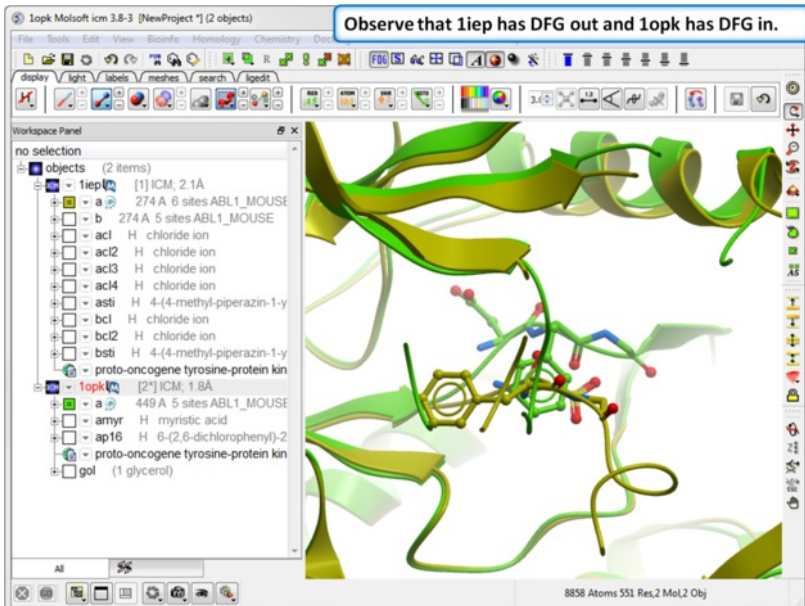 1opk Molsoft icm 3.8-3 [NewProject *] (2 objects)
Observe that 1iep has DFG out and 1opk has DFG in.
File Tools Edit View Bioinfo Homology Chemistry
display light labels meshes search ligedit
Workspace Panel
no selection
objects (2 items)
1iep [1] ICM; 2.1Å
a 274 A 6 sites ABL1_MOUSE
b 274 A 5 sites ABL1_MOUSE
acl H chloride ion
acl2 H chloride ion
acl3 H chloride ion
acl4 H chloride ion
asti H 4-(4-methyl-piperazin-1-y
bcl H chloride ion
bcl2 H chloride ion
bsti H 4-(4-methyl-piperazin-1-y
proto-oncogene tyrosine-protein kin
1opk [2*] ICM; 1.8Å
a 449 A 5 sites ABL1_MOUSE
amyr H myristic acid
ap16 H 6-(2,6-dichlorophenyl)-2
proto-oncogene tyrosine-protein kin
gol (1 glycerol)
All
8858 Atoms 551 Res,2 Mol,2 Obj